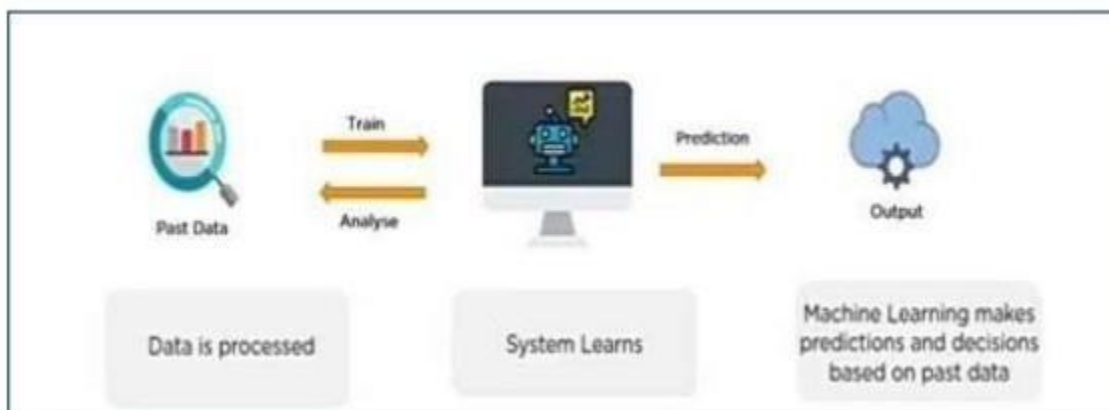 Train
Prediction
Past Data
Analyse
Output
Data is processed
System Learns
Machine Learning makes
predictions and decisions
based on past data